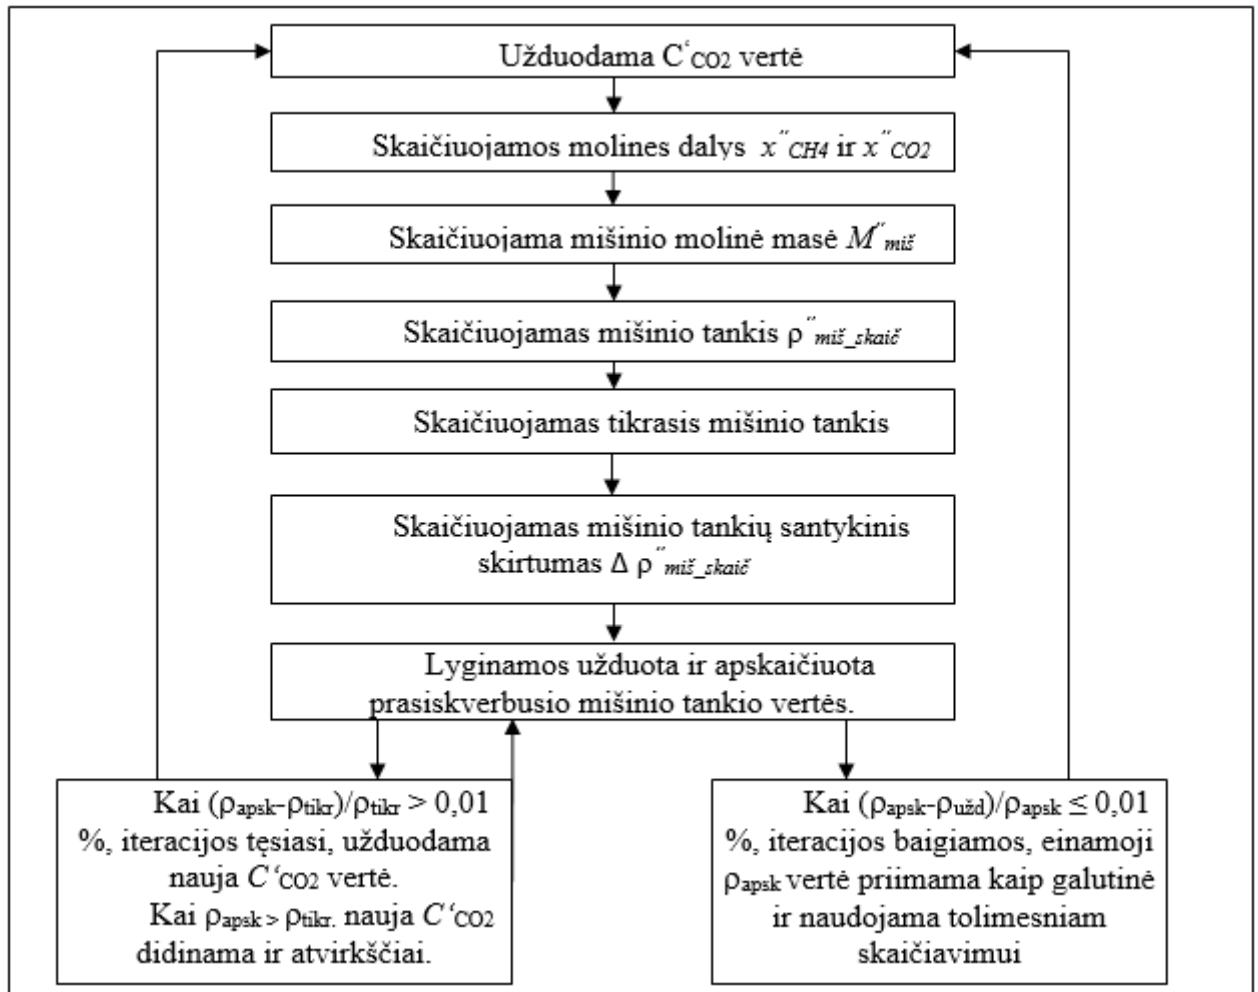 Užduodama C‘CO2 vertė
Skaičiuojamos molines dalys x″CH4 ir x″CO2
Skaičiuojama mišinio molinė masė M″miš
Skaičiuojamas mišinio tankis ρ″miš_skaič
Skaičiuojamas tikrasis mišinio tankis
Skaičiuojamas mišinio tankių santykinis
skirtumas Δ ρ″miš_skaič
Lyginamos užduota ir apskaičiuota
prasiskverbusio mišinio tankio vertės.
Kai (ρapsk-ρtikr)/ρtikr > 0,01
%, iteracijos tęsiasi, užduodama
nauja C‘CO2 vertė.
Kai ρapsk > ρtikr. nauja C‘CO2
didinama ir atvirkščiai.
Kai (ρapsk-ρužd)/ρapsk ≤ 0,01
%, iteracijos baigiamos, einamoji
ρapsk vertė priimama kaip galutinė
ir naudojama tolimesniam
skaičiavimui